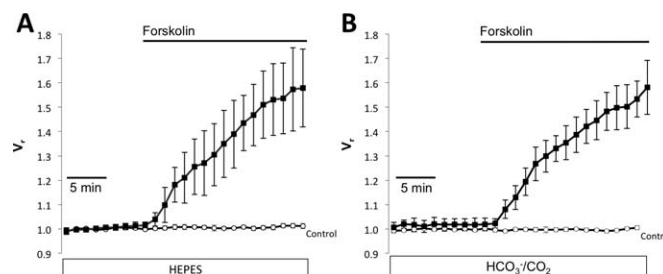 A
Forskolin
1.8
1.7
1.6
1.5
1.4
1.3
1.2
1.1
1.0
0.9
Vr
5 min
Control
HEPES
B
Forskolin
1.8
1.7
1.6
1.5
1.4
1.3
1.2
1.1
1.0
0.9
Vr
5 min
Contr
HCO3-/CO2